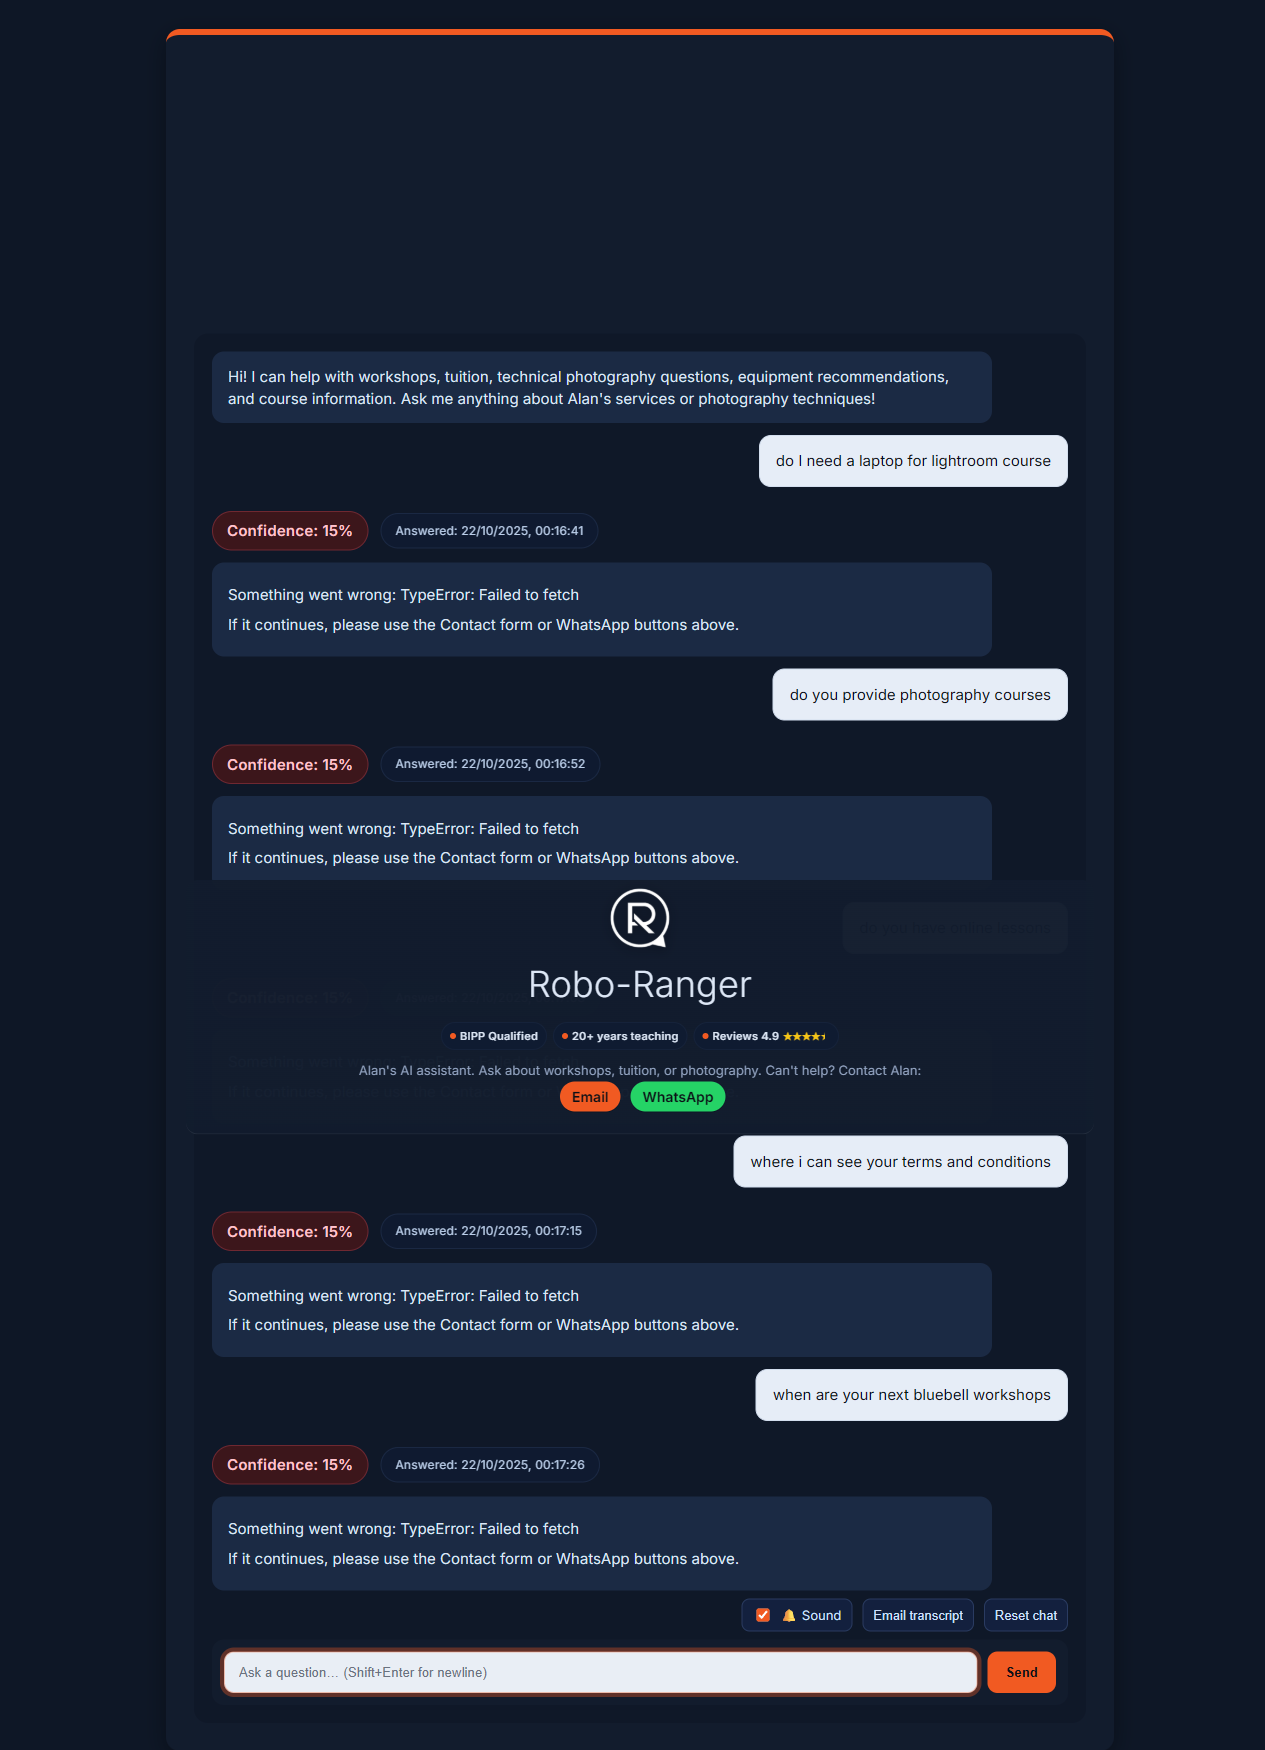 Hi! I can help with workshops, tuition, technical photography questions, equipment recommendations,
and course information. Ask me anything about Alan's services or photography techniques!
do I need a laptop for lightroom course
Confidence: 15%
Answered: 22/10/2025, 00:16:41
Something went wrong: TypeError: Failed to fetch
If it continues, please use the Contact form or WhatsApp buttons above.
do you provide photography courses
Confidence: 15%
Answered: 22/10/2025, 00:16:52
Something went wrong: TypeError: Failed to fetch
If it continues, please use the Contact form or WhatsApp buttons above.
do you have online lessons
Confidence: 15%
Robo-Ranger
BIPP Qualified
20+ years teaching
Reviews 4.9 ★★★★
Alan's AI assistant. Ask about workshops, tuition, or photography. Can't help? Contact Alan:
Email
WhatsApp
where i can see your terms and conditions
Confidence: 15%
Answered: 22/10/2025, 00:17:15
Something went wrong: TypeError: Failed to fetch
If it continues, please use the Contact form or WhatsApp buttons above.
when are your next bluebell workshops
Confidence: 15%
Answered: 22/10/2025, 00:17:26
Something went wrong: TypeError: Failed to fetch
If it continues, please use the Contact form or WhatsApp buttons above.
🔔 Sound
Email transcript
Reset chat
Ask a question... (Shift+Enter for newline)
Send